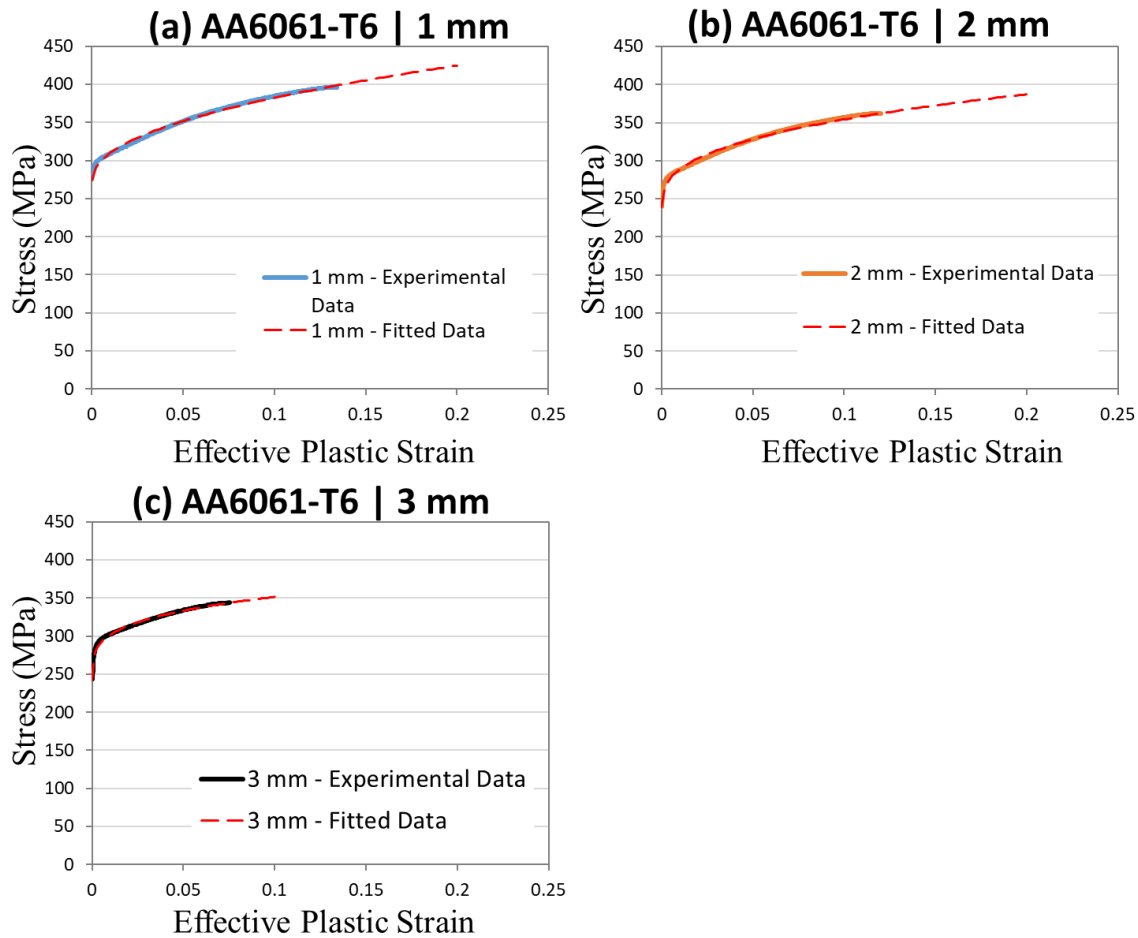 (a) AA6061-T6 | 1 mm
450
400
350
300
250
200
150
100
50
0
Stress (MPa)
1 mm - Experimental
Data
1 mm - Fitted Data
0 0.05 0.1 0.15 0.2 0.25
Effective Plastic Strain
(b) AA6061-T6 | 2 mm
450
400
350
300
250
200
150
100
50
0
Stress (MPa)
2 mm - Experimental Data
2 mm - Fitted Data
0 0.05 0.1 0.15 0.2 0.25
Effective Plastic Strain
(c) AA6061-T6 | 3 mm
450
400
350
300
250
200
150
100
50
0
Stress (MPa)
3 mm - Experimental Data
3 mm - Fitted Data
0 0.05 0.1 0.15 0.2 0.25
Effective Plastic Strain